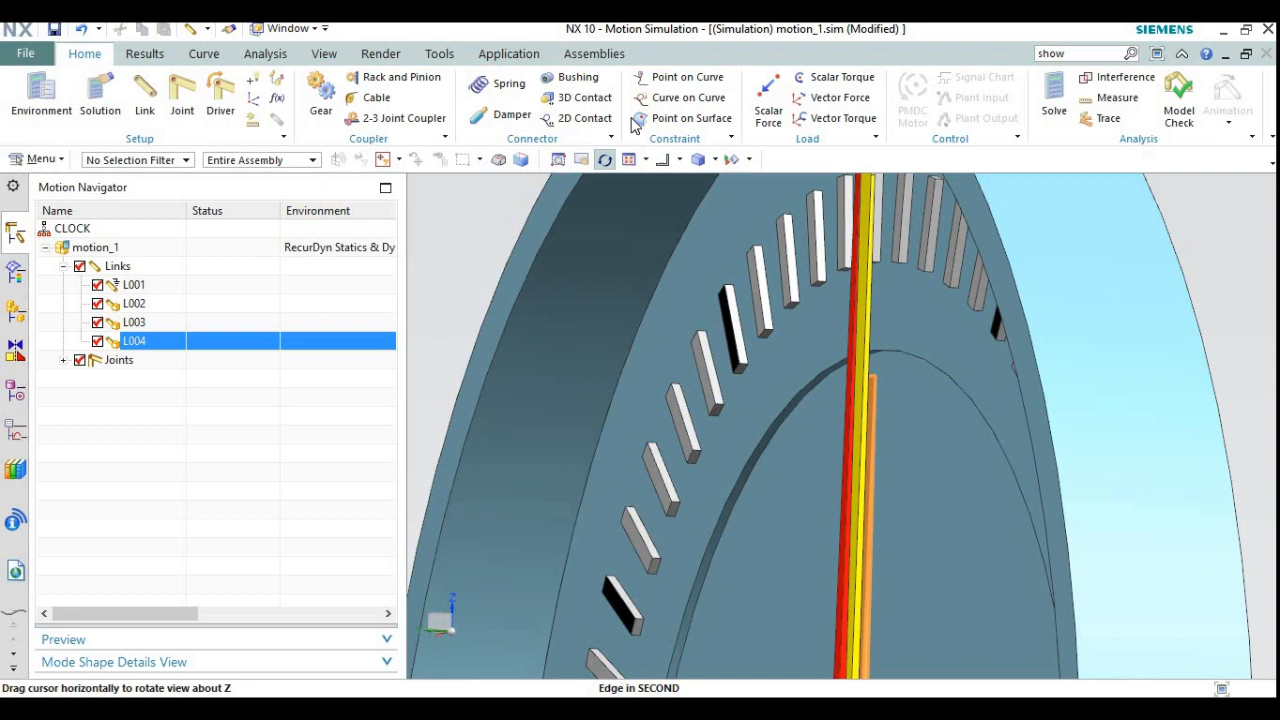 NX
Window
NX 10 - Motion Simulation - [(Simulation) motion_1.sim (Modified) ]
SIEMENS
File
Home
Results
Curve
Analysis
View
Render
Tools
Application
Assemblies
show
Environment
Solution
Link
Joint
Driver
Setup
Gear
Rack and Pinion
Cable
2-3 Joint Coupler
Coupler
Spring
Damper
Bushing
3D Contact
2D Contact
Connector
Point on Curve
Curve on Curve
Point on Surface
Constraint
Scalar
Force
Scalar Torque
Vector Force
Vector Torque
Load
PMDC
Motor
Signal Chart
Plant Input
Plant Output
Control
Solve
Interference
Measure
Trace
Model
Check
Animation
Analysis
Menu
No Selection Filter
Entire Assembly
Motion Navigator
Name
Status
Environment
CLOCK
motion_1
RecurDyn Statics & Dy
Links
L001
L002
L003
L004
Joints
Preview
Mode Shape Details View
Z
Drag cursor horizontally to rotate view about Z
Edge in SECOND